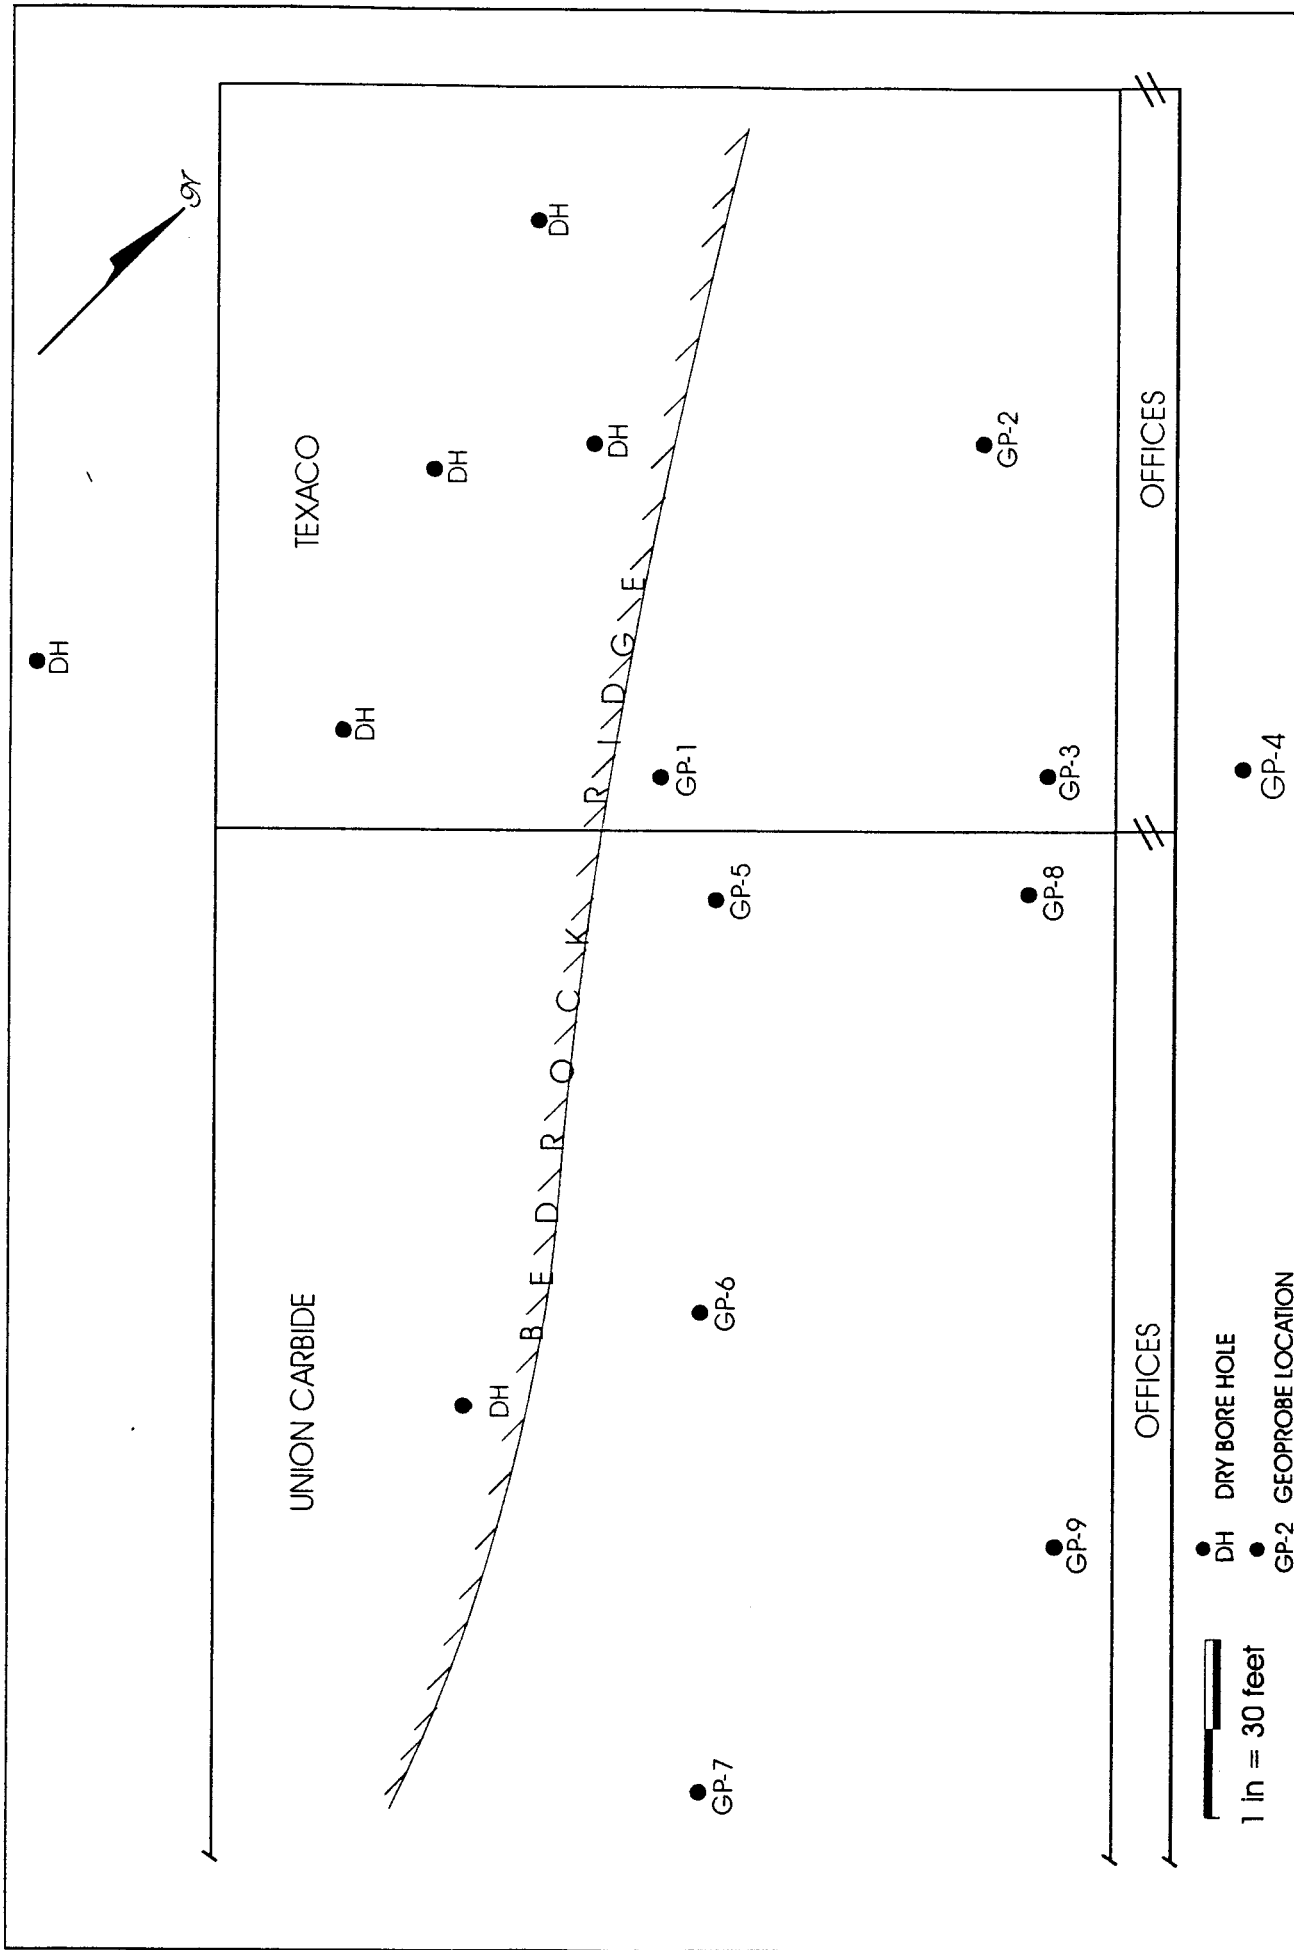 N
DH
TEXACO
DH
DH
DH
DH
UNION CARBIDE
DH
BEDROCK RIDGE
GP-1
GP-2
GP-3
GP-4
GP-5
GP-6
GP-7
GP-8
GP-9
OFFICES
OFFICES
1 in = 30 feet
DH DRY BORE HOLE
GP-2 GEOPROBE LOCATION